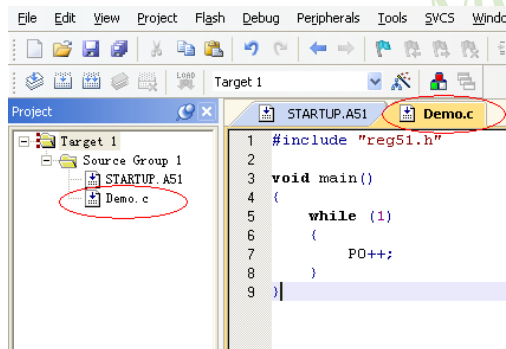 File Edit View Project Flash Debug Peripherals Tools SVCS Windo
LOAD Target 1
Project
STARTUP.A51 Demo.c
Target 1
Source Group 1
STARTUP.A51
Demo.c
1 #include "reg51.h"
2
3 void main()
4 {
5 while (1)
6 {
7 P0++;
8 }
9 }